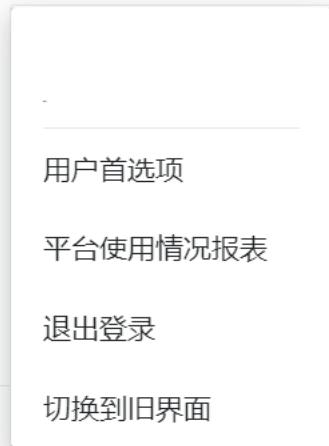 用户首选项
平台使用情况报表
退出登录
切换到旧界面